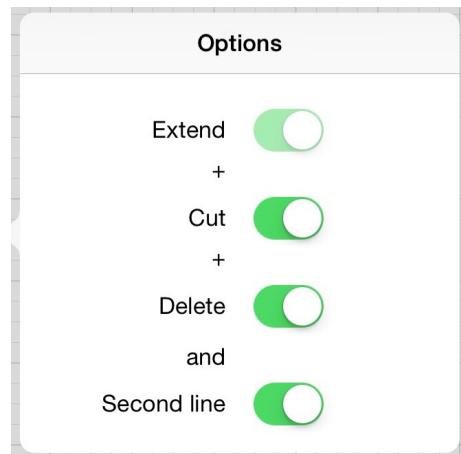 Options
Extend
+
Cut
+
Delete
and
Second line